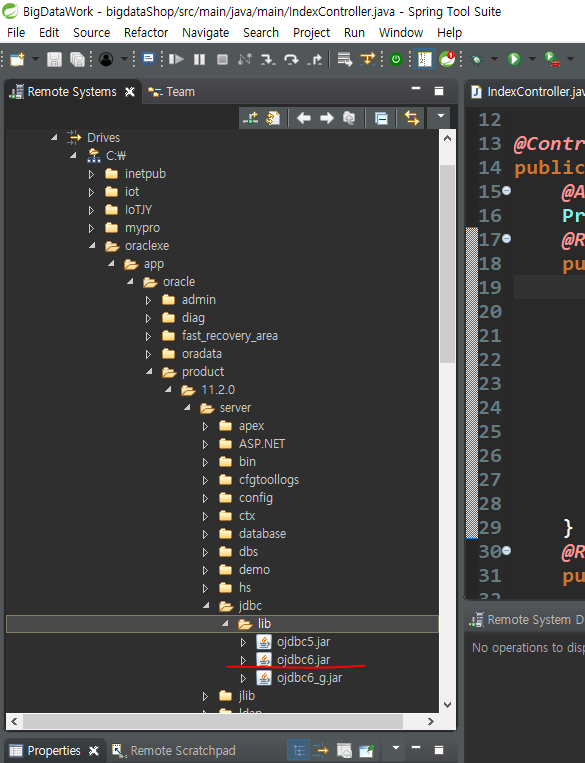 BigDataWork - bigdataShop/src/main/java/main/IndexController.java - Spring Tool Suite
File Edit Source Refactor Navigate Search Project Run Window Help
Remote Systems Team
IndexController.jav
Drives
C:₩
inetpub
iot
IoTJY
mypro
oraclexe
app
oracle
admin
diag
fast_recovery_area
oradata
product
11.2.0
server
apex
ASP.NET
bin
cfgtoollogs
config
ctx
database
dbs
demo
hs
jdbc
lib
ojdbc5.jar
ojdbc6.jar
ojdbc6_g.jar
jlib
ldap
12
13 @Contr
14 public
15 @A
16 Pr
17 @R
18 pu
19
20
21
22
23
24
25
26
27
28
29 }
30 @R
31 pu
32
Remote System D
No operations to disp
Properties Remote Scratchpad